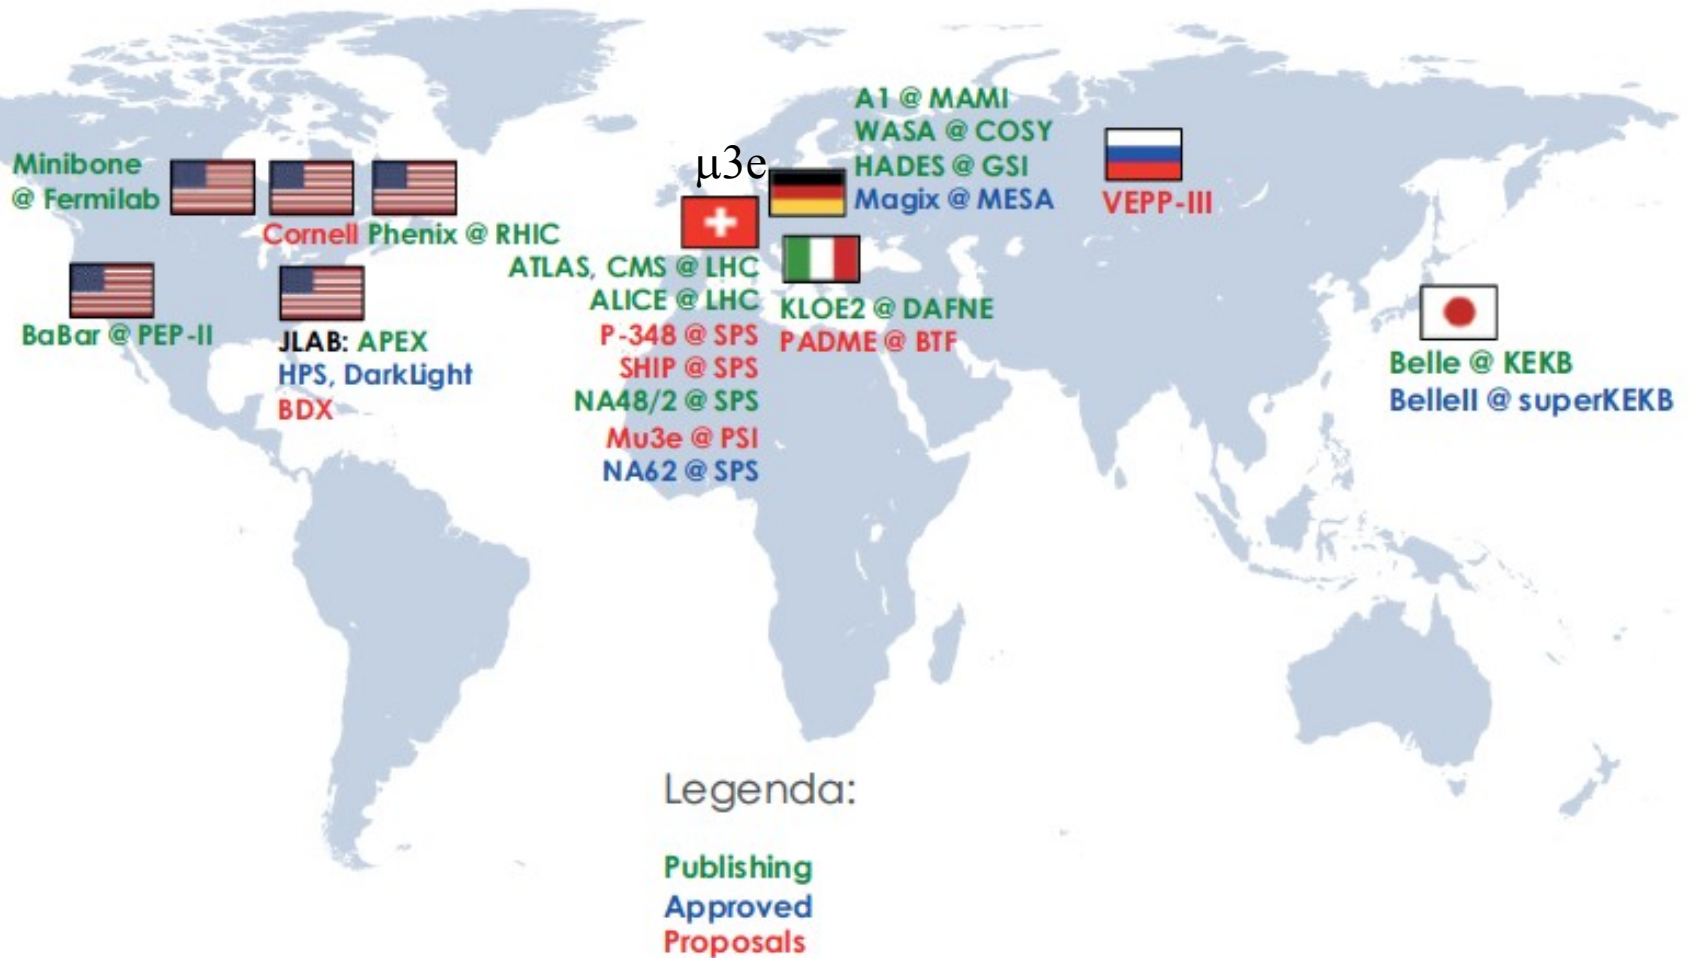 Minibone
@ Fermilab
Cornell Phenix @ RHIC
BaBar @ PEP-II
JLAB: APEX
HPS, DarkLight
BDX
μ3e
ATLAS, CMS @ LHC
ALICE @ LHC
P-348 @ SPS
SHIP @ SPS
NA48/2 @ SPS
Mu3e @ PSI
NA62 @ SPS
A1 @ MAMI
WASA @ COSY
HADES @ GSI
Magix @ MESA
KLOE2 @ DAFNE
PADME @ BTF
VEPP-III
Belle @ KEKB
BelleII @ superKEKB
Legenda:
Publishing
Approved
Proposals